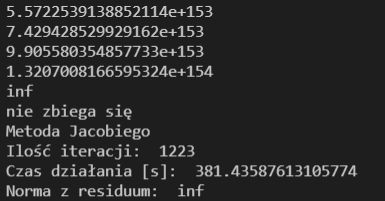 5.5722539138852114e+153
7.429428529929162e+153
9.905580354857733e+153
1.3207008166595324e+154
inf
nie zbiega się
Metoda Jacobiego
Ilość iteracji:  1223
Czas działania [s]:  381.43587613105774
Norma z residuum:  inf